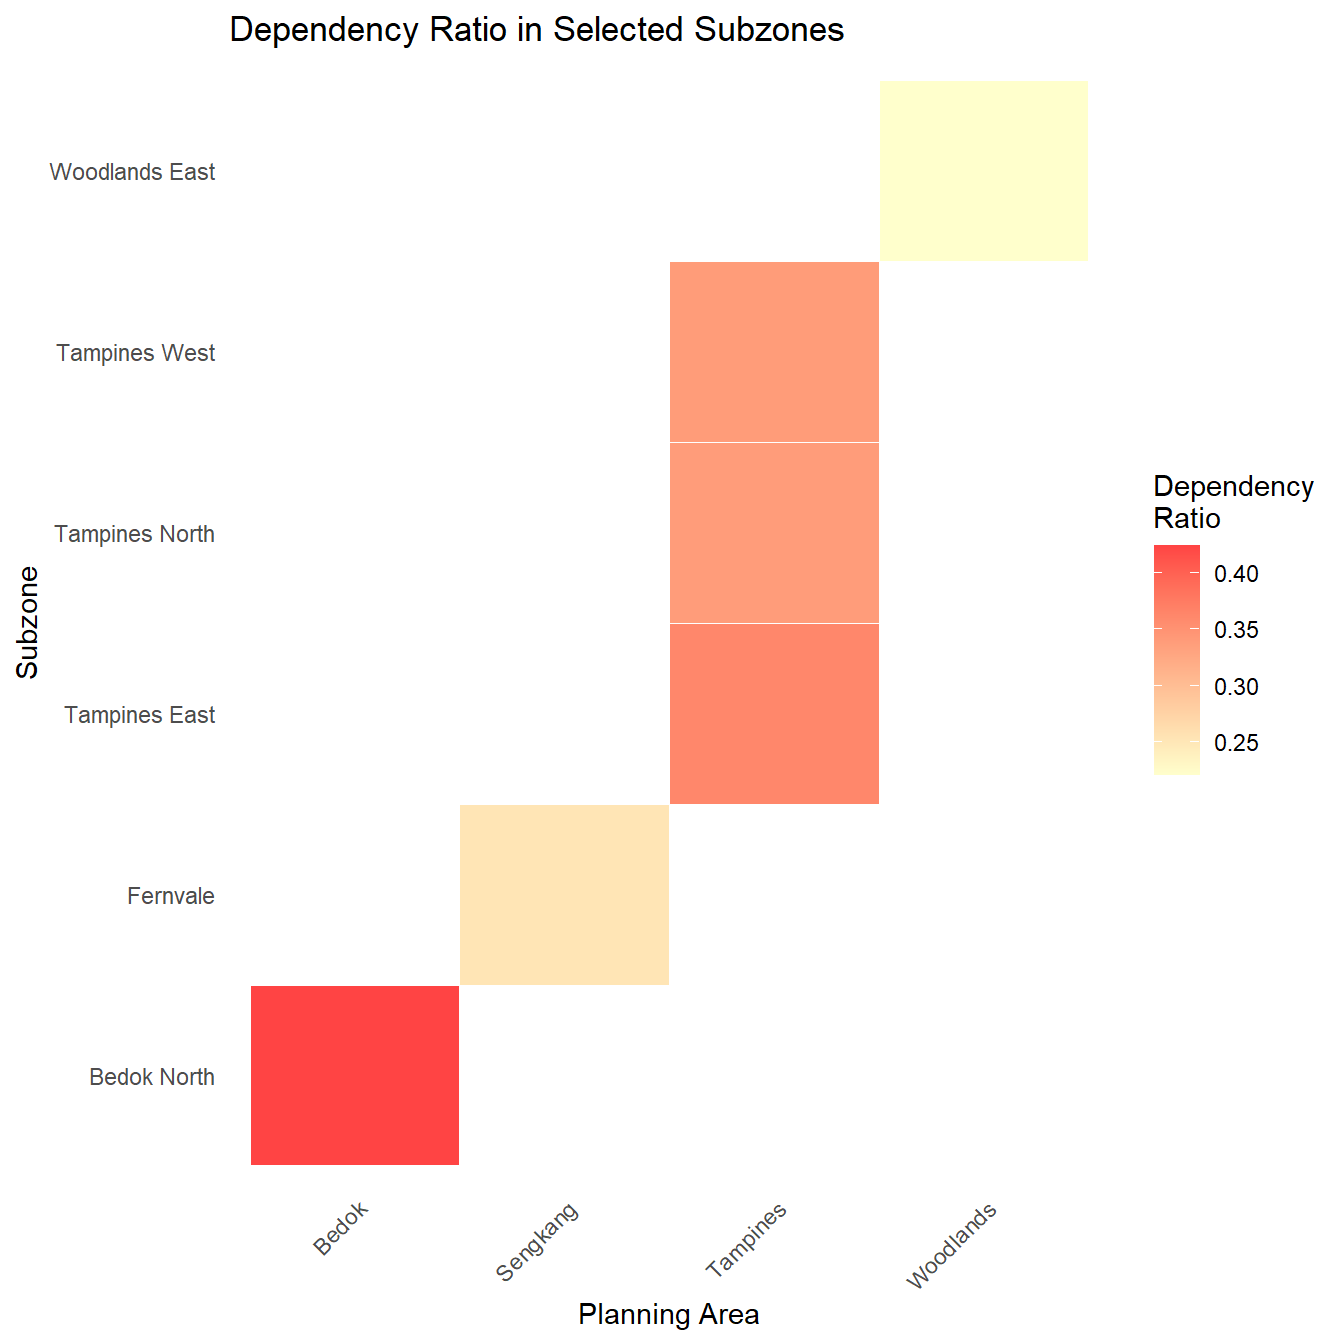 Dependency Ratio in Selected Subzones
Woodlands East
Tampines West
Tampines North
Tampines East
Fernvale
Bedok North
Subzone
Bedok
Sengkang
Tampines
Woodlands
Planning Area
Dependency
Ratio
0.40
0.35
0.30
0.25